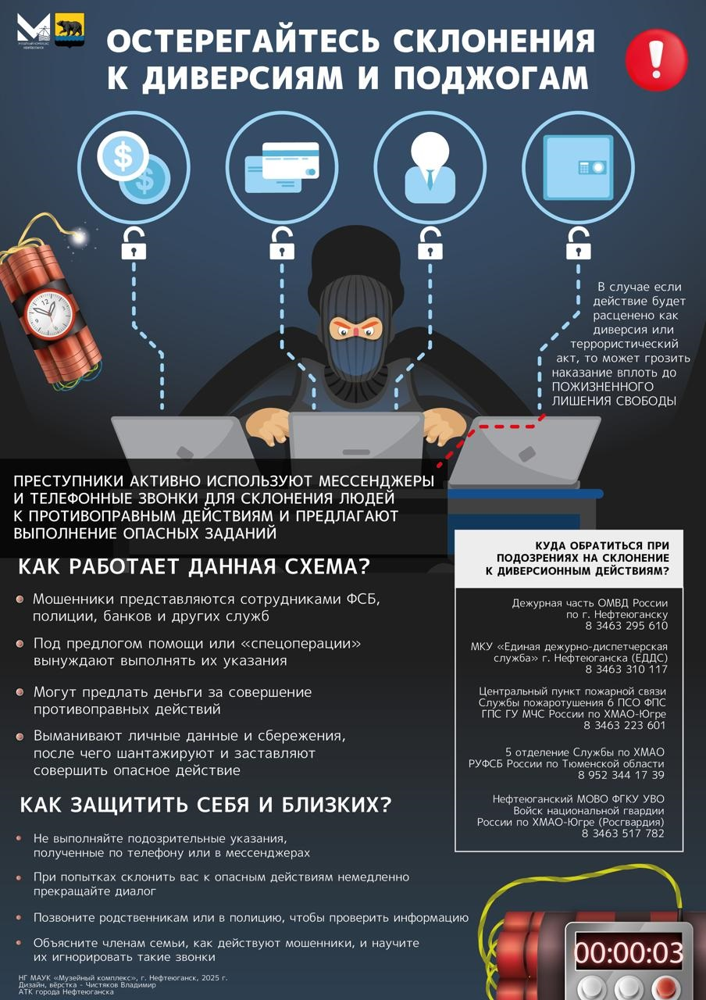 ОСТЕРЕГАЙТЕСЬ СКЛОНЕНИЯ
К ДИВЕРСИЯМ И ПОДЖОГАМ
В случае если
действие будет
расценено как
диверсия или
террористический
акт, то может грозить
наказание вплоть до
ПОЖИЗНЕННОГО
ЛИШЕНИЯ СВОБОДЫ
ПРЕСТУПНИКИ АКТИВНО ИСПОЛЬЗУЮТ МЕССЕНДЖЕРЫ
И ТЕЛЕФОННЫЕ ЗВОНКИ ДЛЯ СКЛОНЕНИЯ ЛЮДЕЙ
К ПРОТИВОПРАВНЫМ ДЕЙСТВИЯМ И ПРЕДЛАГАЮТ
ВЫПОЛНЕНИЕ ОПАСНЫХ ЗАДАНИЙ
КАК РАБОТАЕТ ДАННАЯ СХЕМА?
Мошенники представляются сотрудниками ФСБ,
полиции, банков и других служб
Под предлогом помощи или «спецоперации»
вынуждают выполнять их указания
Могут предлать деньги за совершение
противоправных действий
Выманивают личные данные и сбережения,
после чего шантажируют и заставляют
совершить опасное действие
КАК ЗАЩИТИТЬ СЕБЯ И БЛИЗКИХ?
Не выполняйте подозрительные указания,
полученные по телефону или в мессенджерах
При попытках склонить вас к опасным действиям немедленно
прекращайте диалог
Позвоните родственникам или в полицию, чтобы проверить информацию
Объясните членам семьи, как действуют мошенники, и научите
их игнорировать такие звонки
КУДА ОБРАТИТЬСЯ ПРИ
ПОДОЗРЕНИЯХ НА СКЛОНЕНИЕ
К ДИВЕРСИОННЫМ ДЕЙСТВИЯМ?
Дежурная часть ОМВД России
по г. Нефтеюганску
8 3463 295 610
МКУ «Единая дежурно-диспетчерская
служба» г. Нефтеюганска (ЕДДС)
8 3463 310 117
Центральный пункт пожарной связи
Службы пожаротушения 6 ПСО ФПС
ГПС ГУ МЧС России по ХМАО-Югре
8 3463 223 601
5 отделение Службы по ХМАО
РУФСБ России по Тюменской области
8 952 344 17 39
Нефтеюганский МОВО ФГКУ УВО
Войск национальной гвардии
России по ХМАО-Югре (Росгвардия)
8 3463 517 782
00:00:03
НГ МАУК «Музейный комплекс», г. Нефтеюганск, 2025 г.
Дизайн, вёрстка - Чистяков Владимир
АТК города Нефтеюганска